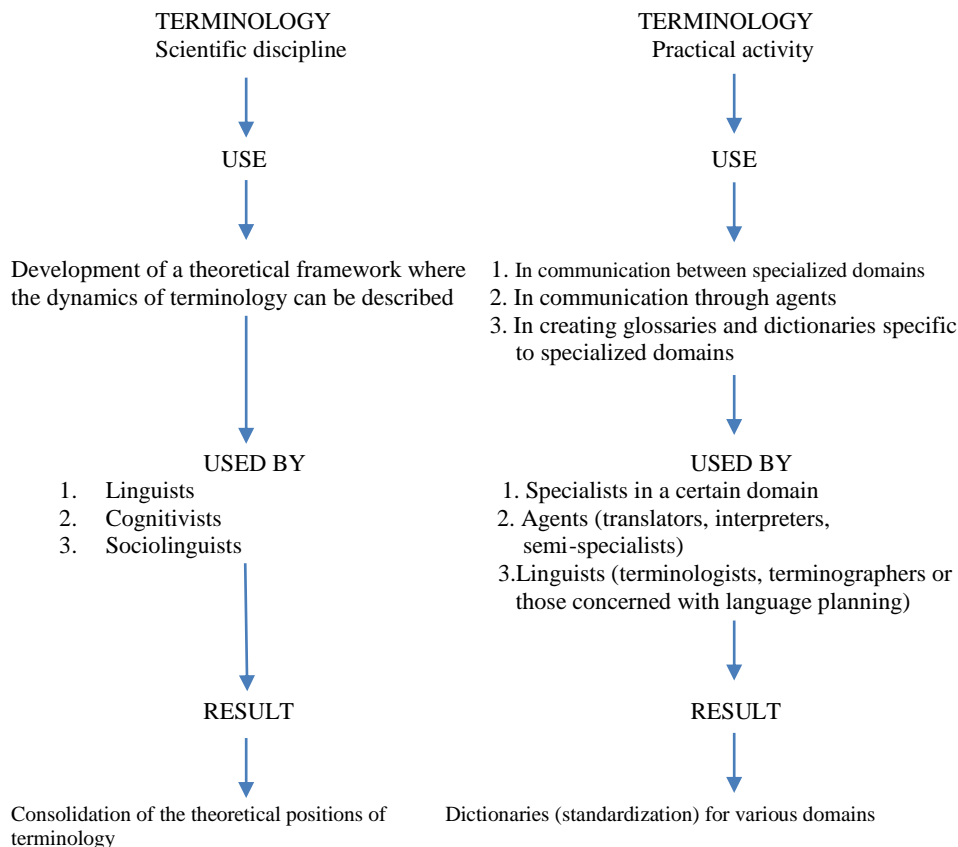 TERMINOLOGY
Scientific discipline
USE
Development of a theoretical framework where
the dynamics of terminology can be described
USED BY
1. Linguists
2. Cognitivists
3. Sociolinguists
RESULT
Consolidation of the theoretical positions of
terminology
TERMINOLOGY
Practical activity
USE
1. In communication between specialized domains
2. In communication through agents
3. In creating glossaries and dictionaries specific
to specialized domains
USED BY
1. Specialists in a certain domain
2. Agents (translators, interpreters,
semi-specialists)
3.Linguists (terminologists, terminographers or
those concerned with language planning)
RESULT
Dictionaries (standardization) for various domains